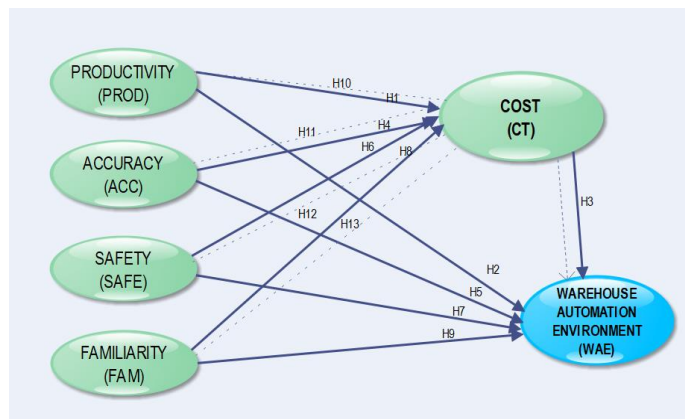 PRODUCTIVITY
(PROD)
H10
H1
COST
(CT)
H11
H4
ACCURACY
(ACC)
H6
H8
H3
H12
H13
SAFETY
(SAFE)
H2
H5
WAREHOUSE
AUTOMATION
ENVIRONMENT
(WAE)
H7
H9
FAMILIARITY
(FAM)